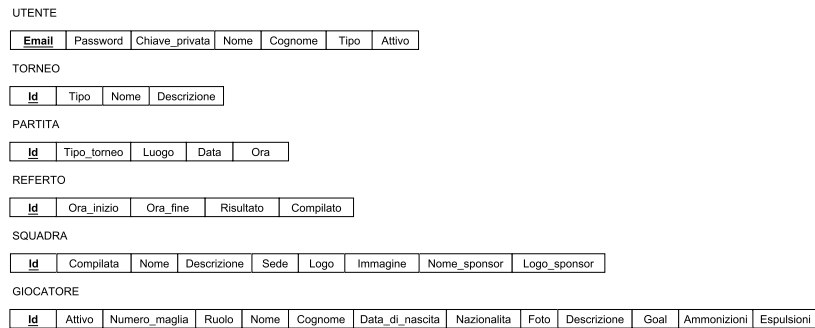 UTENTE
Email Password Chiave_privata Nome Cognome Tipo Attivo
TORNEO
Id Tipo Nome Descrizione
PARTITA
Id Tipo_torneo Luogo Data Ora
REFERTO
Id Ora_inizio Ora_fine Risultato Compilato
SQUADRA
Id Compilata Nome Descrizione Sede Logo Immagine Nome_sponsor Logo_sponsor
GIOCATORE
Id Attivo Numero_maglia Ruolo Nome Cognome Data_di_nascita Nazionalita Foto Descrizione Goal Ammonizioni Espulsioni